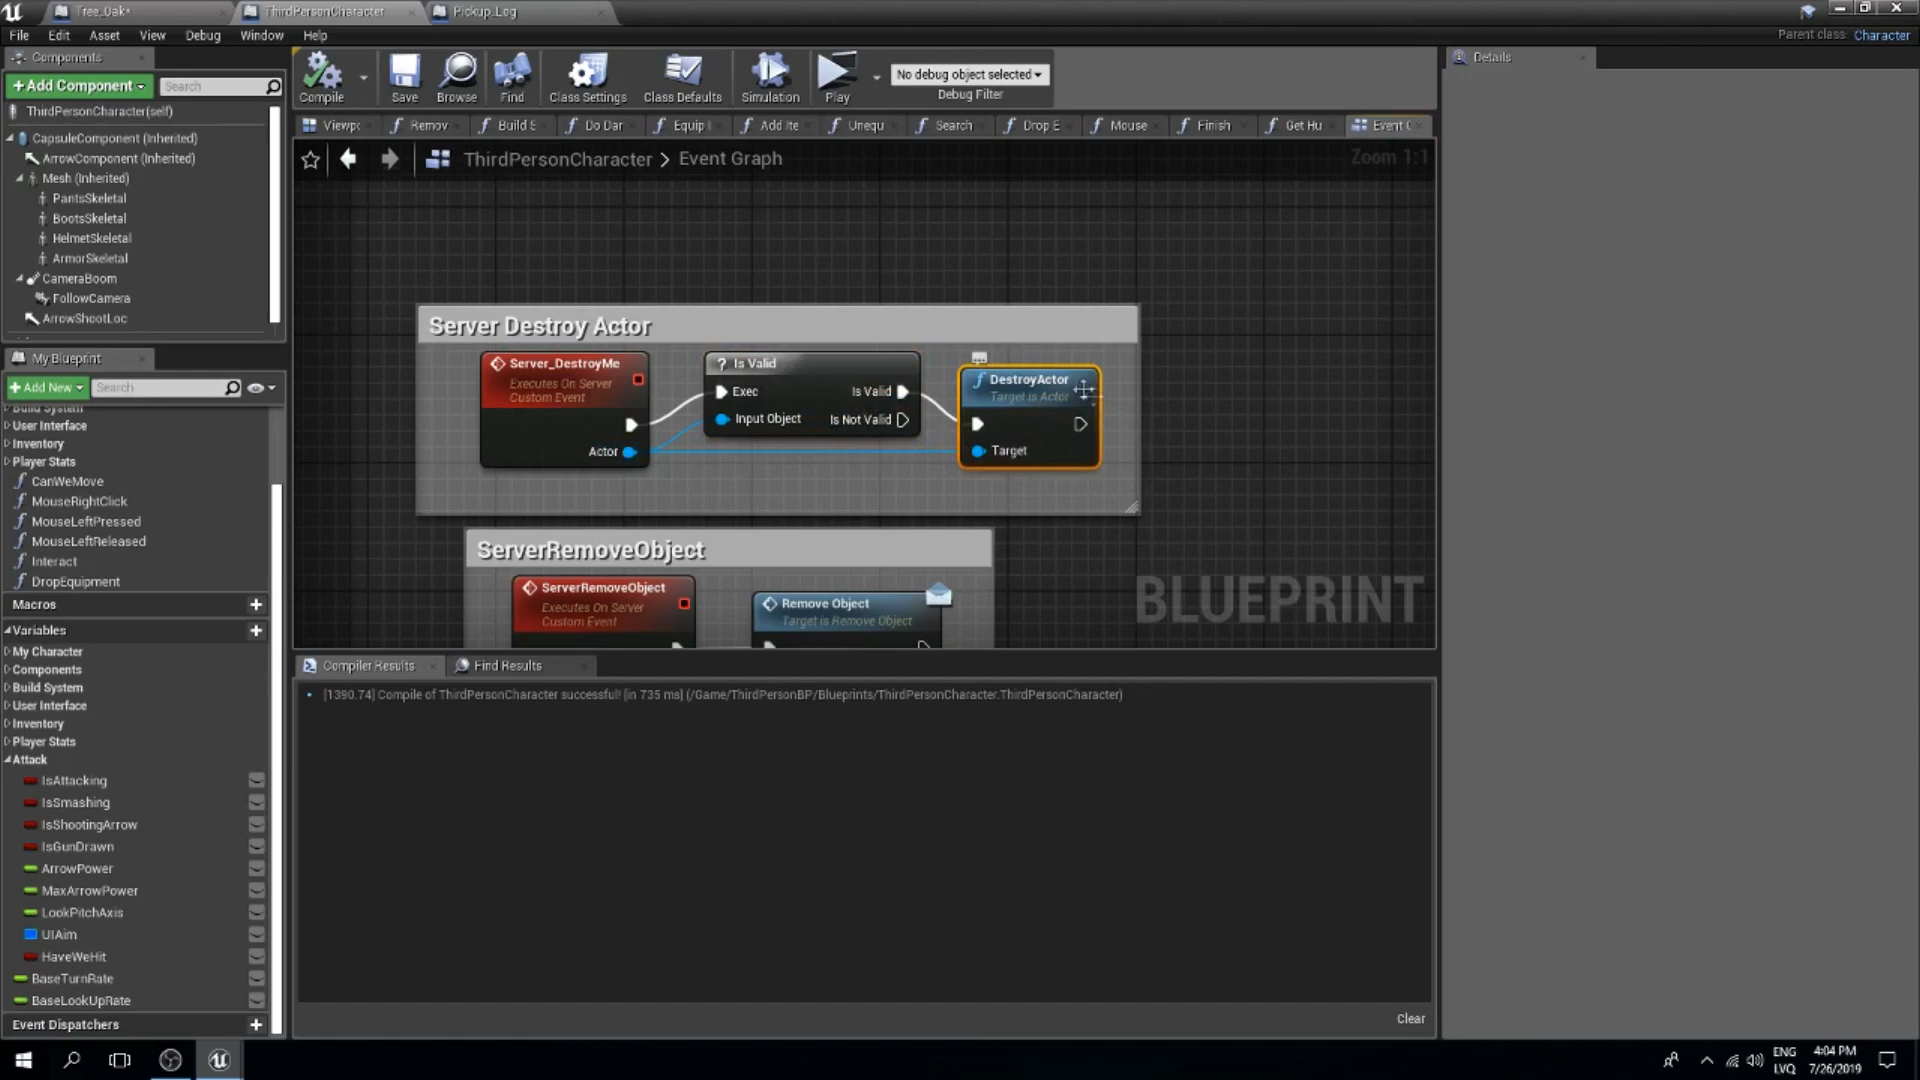 Tree_Oak*
ThirdPersonCharacter
Pickup_Log
File
Edit
Asset
View
Debug
Window
Help
Parent class: Character
Components
+Add Component
Search
ThirdPersonCharacter(self)
CapsuleComponent (Inherited)
ArrowComponent (Inherited)
Mesh (Inherited)
PantsSkeletal
BootsSkeletal
HelmetSkeletal
ArmorSkeletal
CameraBoom
FollowCamera
ArrowShootLoc
My Blueprint
+Add New
Search
Build System
User Interface
Inventory
Player Stats
CanWeMove
MouseRightClick
MouseLeftPressed
MouseLeftReleased
Interact
DropEquipment
Macros
Variables
My Character
Components
Build System
User Interface
Inventory
Player Stats
Attack
IsAttacking
IsSmashing
IsShootingArrow
IsGunDrawn
ArrowPower
MaxArrowPower
LookPitchAxis
UIAim
HaveWeHit
BaseTurnRate
BaseLookUpRate
Event Dispatchers
Compile
Save
Browse
Find
Class Settings
Class Defaults
Simulation
Play
No debug object selected
Debug Filter
Viewpo
Remov
Build S
Do Dar
Equip I
Add Ite
Unequ
Search
Drop E
Mouse
Finish
Get Hu
Event G
ThirdPersonCharacter > Event Graph
Zoom 1:1
Server Destroy Actor
Server_DestroyMe
Executes On Server
Custom Event
Actor
? Is Valid
Exec
Is Valid
Input Object
Is Not Valid
DestroyActor
Target is Actor
Target
ServerRemoveObject
ServerRemoveObject
Executes On Server
Custom Event
Remove Object
Target is Remove Object
BLUEPRINT
Compiler Results
Find Results
[1390.74] Compile of ThirdPersonCharacter successful! [in 735 ms] (/Game/ThirdPersonBP/Blueprints/ThirdPersonCharacter.ThirdPersonCharacter)
Clear
Details
ENG
LVQ
4:04 PM
7/26/2019